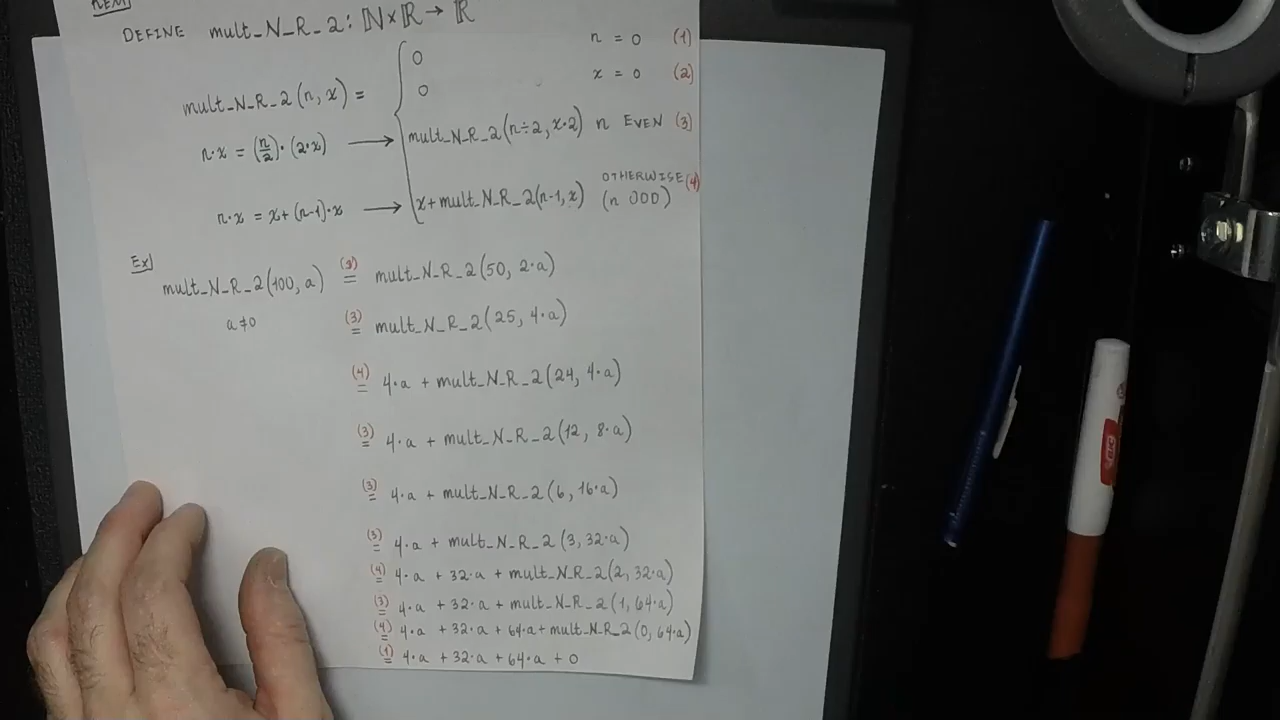 REM
DEFINE mult_N_R_2: ℕ×ℝ → ℝ
0 n = 0 (1)
mult_N_R_2(n, x) = 0 x = 0 (2)
n·x = (n/2)·(2·x) → mult_N_R_2(n÷2, x·2) n EVEN (3)
n·x = x+(n-1)·x → x+mult_N_R_2(n-1, x) OTHERWISE (4)
(n ODD)
Ex
mult_N_R_2(100, a) (3) = mult_N_R_2(50, 2·a)
a≠0 (3) = mult_N_R_2(25, 4·a)
(4) = 4·a + mult_N_R_2(24, 4·a)
(3) = 4·a + mult_N_R_2(12, 8·a)
(3) = 4·a + mult_N_R_2(6, 16·a)
(3) = 4·a + mult_N_R_2(3, 32·a)
(4) = 4·a + 32·a + mult_N_R_2(2, 32·a)
(3) = 4·a + 32·a + mult_N_R_2(1, 64·a)
(4) = 4·a + 32·a + 64·a + mult_N_R_2(0, 64·a)
(1) = 4·a + 32·a + 64·a + 0
BIC